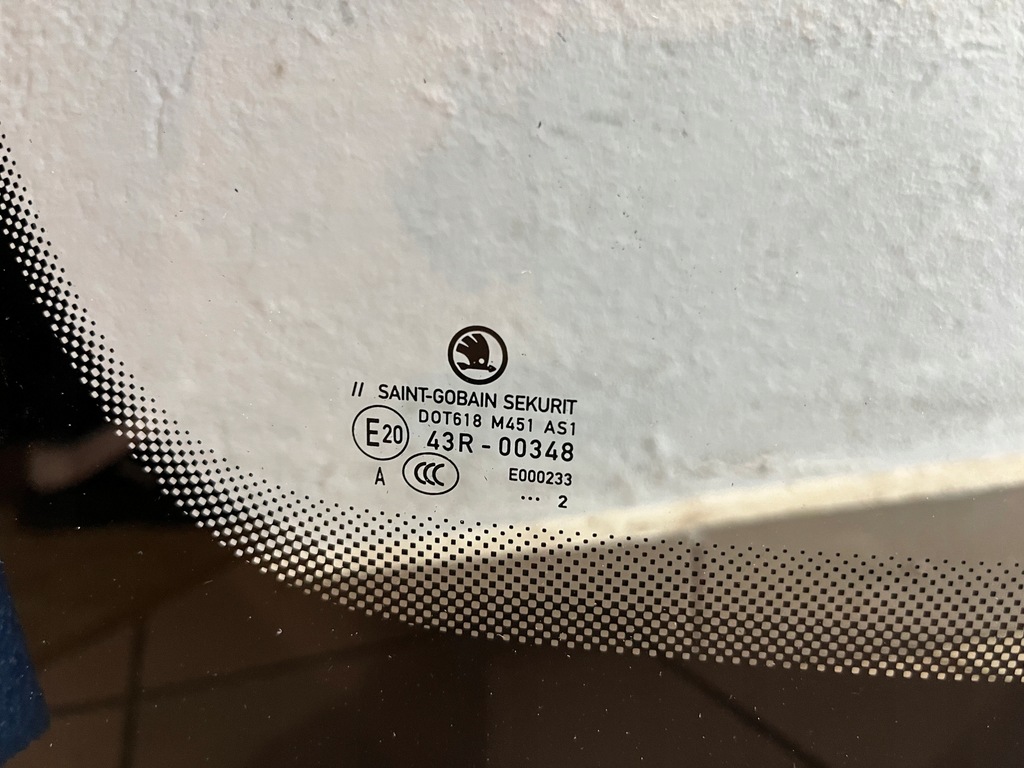 // SAINT-GOBAIN SEKURIT
DOT618 M451 AS1
E20 43R - 00348
A CCC E000233
... 2